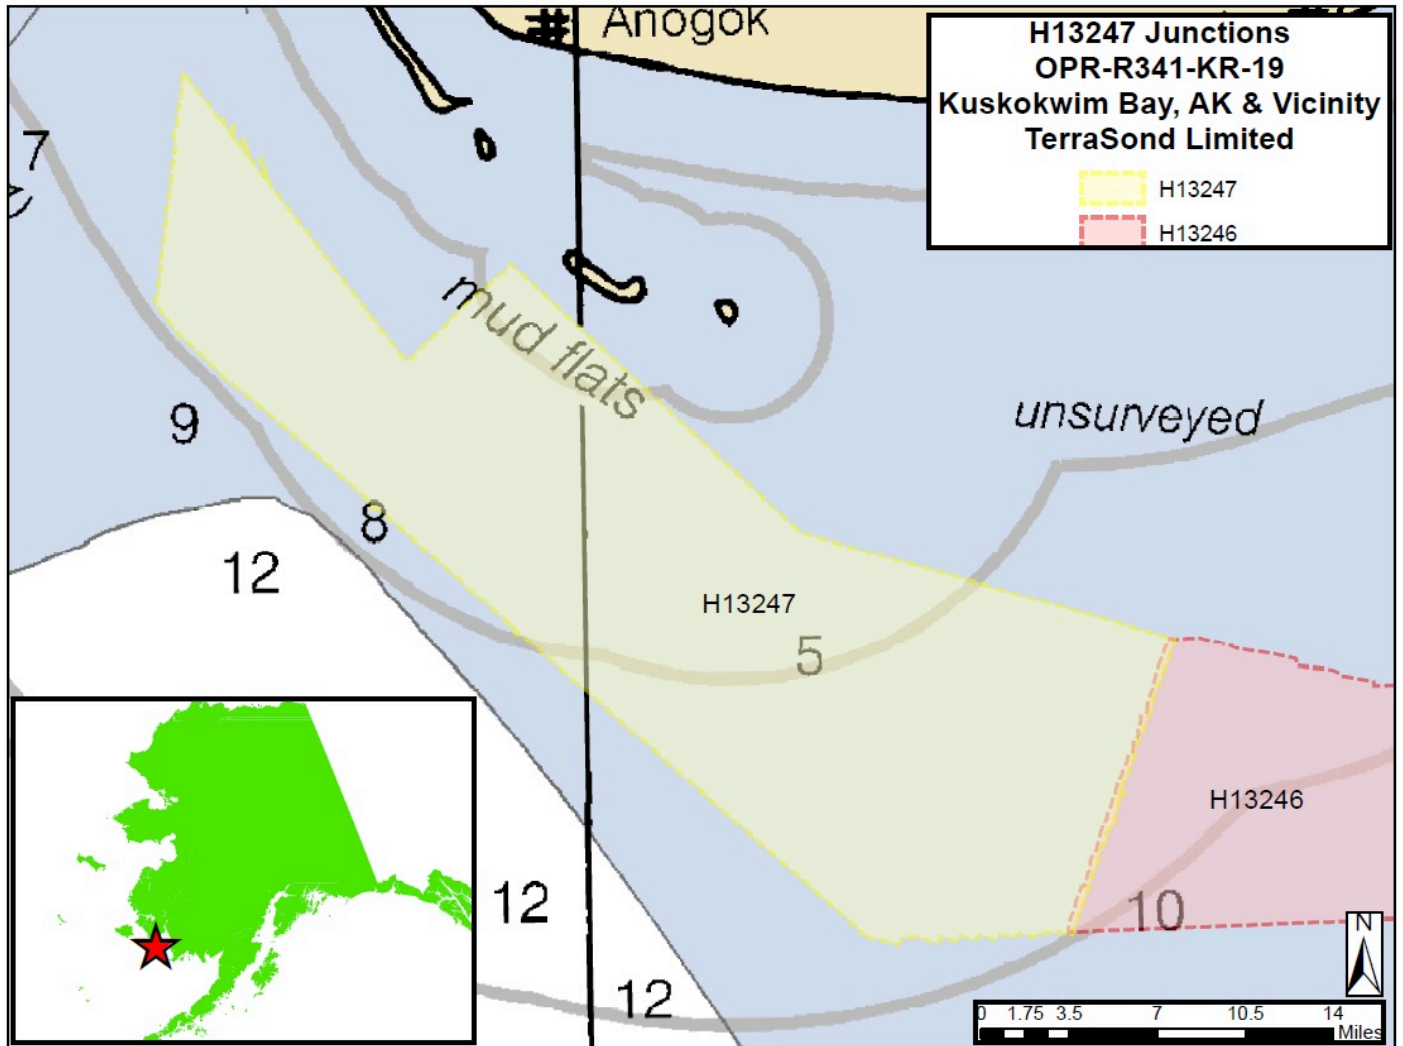 Anogok
H13247 Junctions
OPR-R341-KR-19
Kuskokwim Bay, AK & Vicinity
TerraSond Limited
H13247
H13246
7
mud flats
9
unsurveyed
8
12
H13247
5
H13246
12
10
N
12
0 1.75 3.5 7 10.5 14
Miles